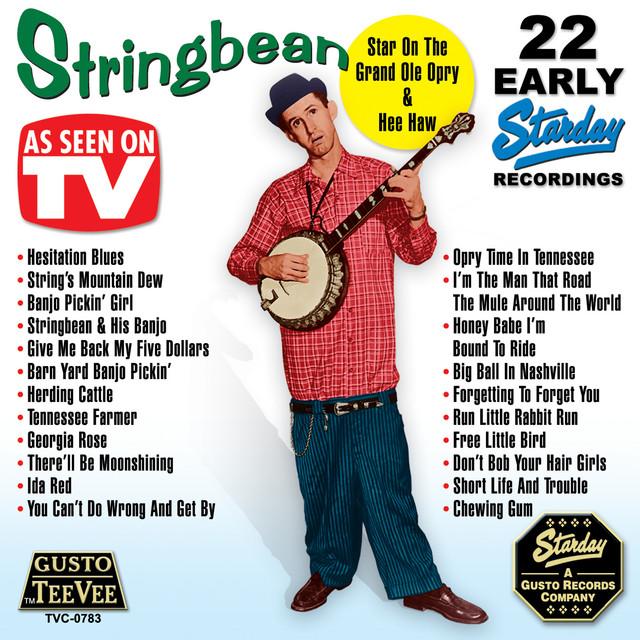 Stringbean
Star On The
Grand Ole Opry
&
Hee Haw
22
EARLY
Starday
RECORDINGS
AS SEEN ON
TV
• Hesitation Blues
• String's Mountain Dew
• Banjo Pickin' Girl
• Stringbean & His Banjo
• Give Me Back My Five Dollars
• Barn Yard Banjo Pickin'
• Herding Cattle
• Tennessee Farmer
• Georgia Rose
• There'll Be Moonshining
• Ida Red
• You Can't Do Wrong And Get By
• Opry Time In Tennessee
• I'm The Man That Road
The Mule Around The World
• Honey Babe I'm
Bound To Ride
• Big Ball In Nashville
• Forgetting To Forget You
• Run Little Rabbit Run
• Free Little Bird
• Don't Bob Your Hair Girls
• Short Life And Trouble
• Chewing Gum
GUSTO
TM TEEVEE
TVC-0783
Starday
A
GUSTO RECORDS
COMPANY